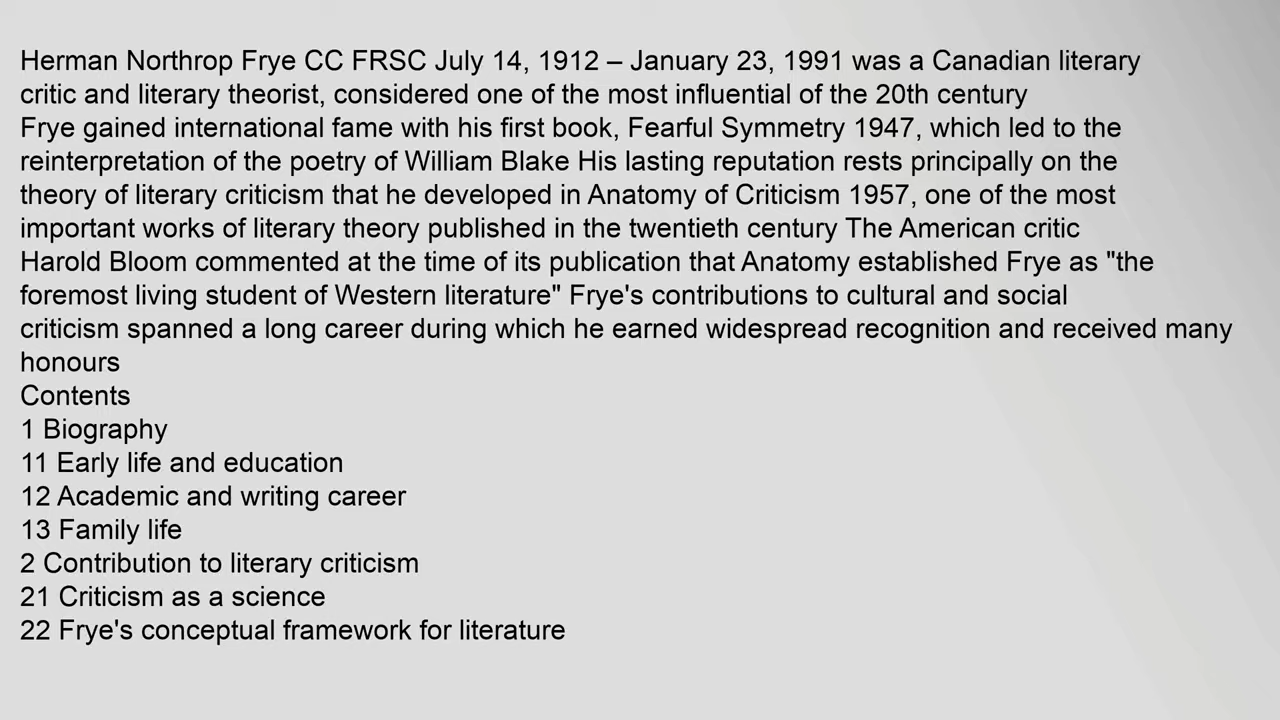 Herman Northrop Frye CC FRSC July 14, 1912 – January 23, 1991 was a Canadian literary
critic and literary theorist, considered one of the most influential of the 20th century
Frye gained international fame with his first book, Fearful Symmetry 1947, which led to the
reinterpretation of the poetry of William Blake His lasting reputation rests principally on the
theory of literary criticism that he developed in Anatomy of Criticism 1957, one of the most
important works of literary theory published in the twentieth century The American critic
Harold Bloom commented at the time of its publication that Anatomy established Frye as "the
foremost living student of Western literature" Frye's contributions to cultural and social
criticism spanned a long career during which he earned widespread recognition and received many
honours
Contents
1 Biography
11 Early life and education
12 Academic and writing career
13 Family life
2 Contribution to literary criticism
21 Criticism as a science
22 Frye's conceptual framework for literature